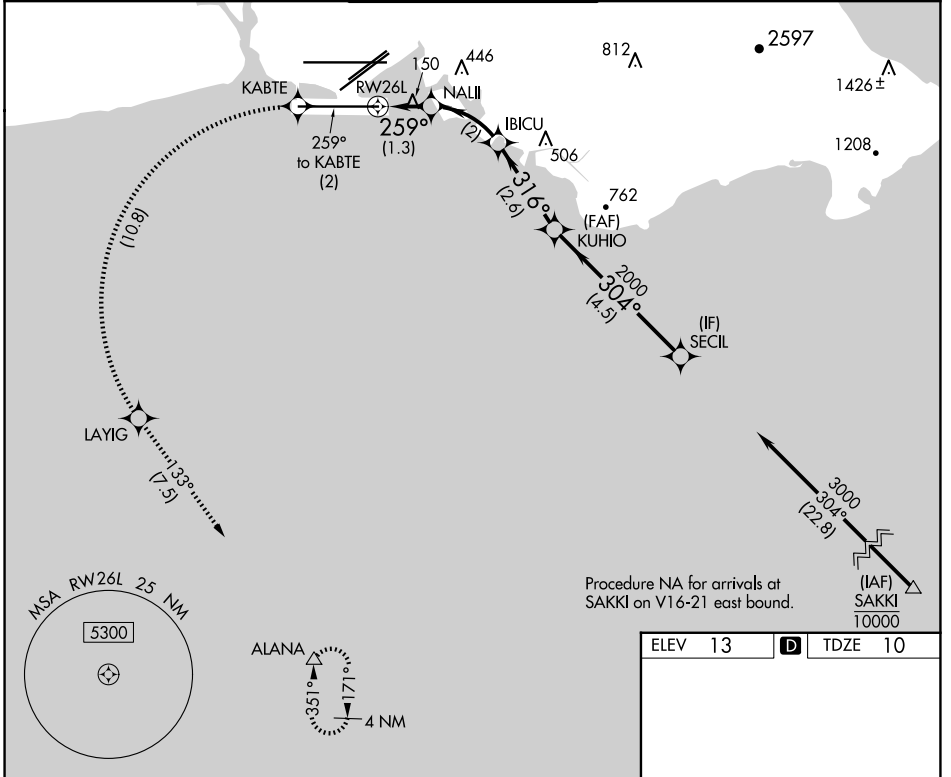 2597
446
812
150
1426±
KABTE
RW26L
NALII
259°
(1.3)
(2)
IBICU
259°
to KABTE
(2)
506
1208
316°
(2.6)
762
(FAF)
KUHIO
(10.8)
2000
304°
(4.5)
(IF)
SECIL
LAYIG
133°
(7.5)
3000
304°
(22.8)
(IAF)
SAKKI
10000
Procedure NA for arrivals at
SAKKI on V16-21 east bound.
MSA RW26L 25 NM
5300
ALANA
351°
171°
4 NM
ELEV 13 D TDZE 10